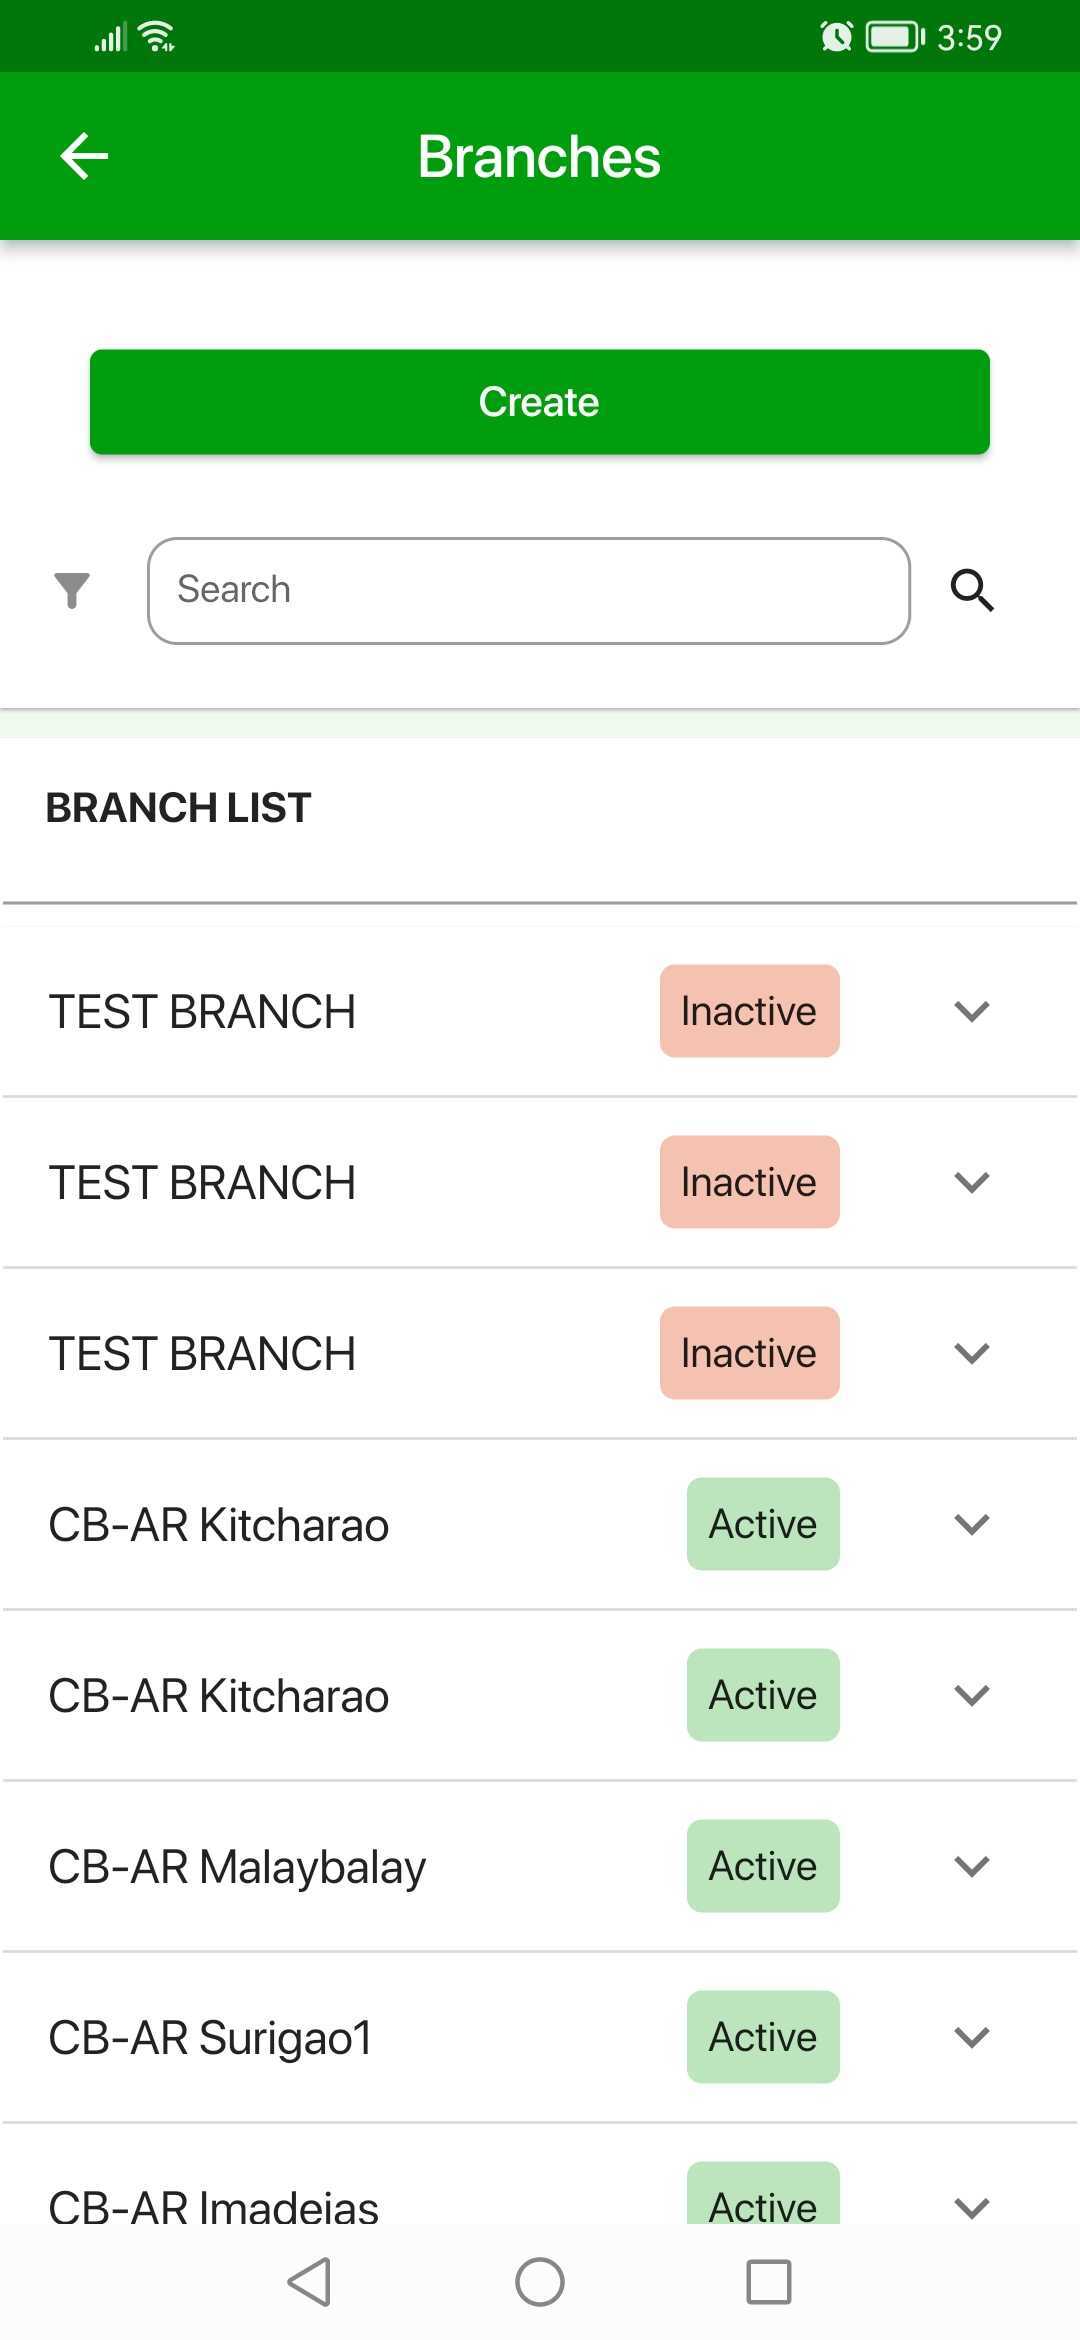 3:59
Branches
Create
Search
BRANCH LIST
TEST BRANCH Inactive
TEST BRANCH Inactive
TEST BRANCH Inactive
CB-AR Kitcharao Active
CB-AR Kitcharao Active
CB-AR Malaybalay Active
CB-AR Surigao1 Active
CB-AR Imadejas Active